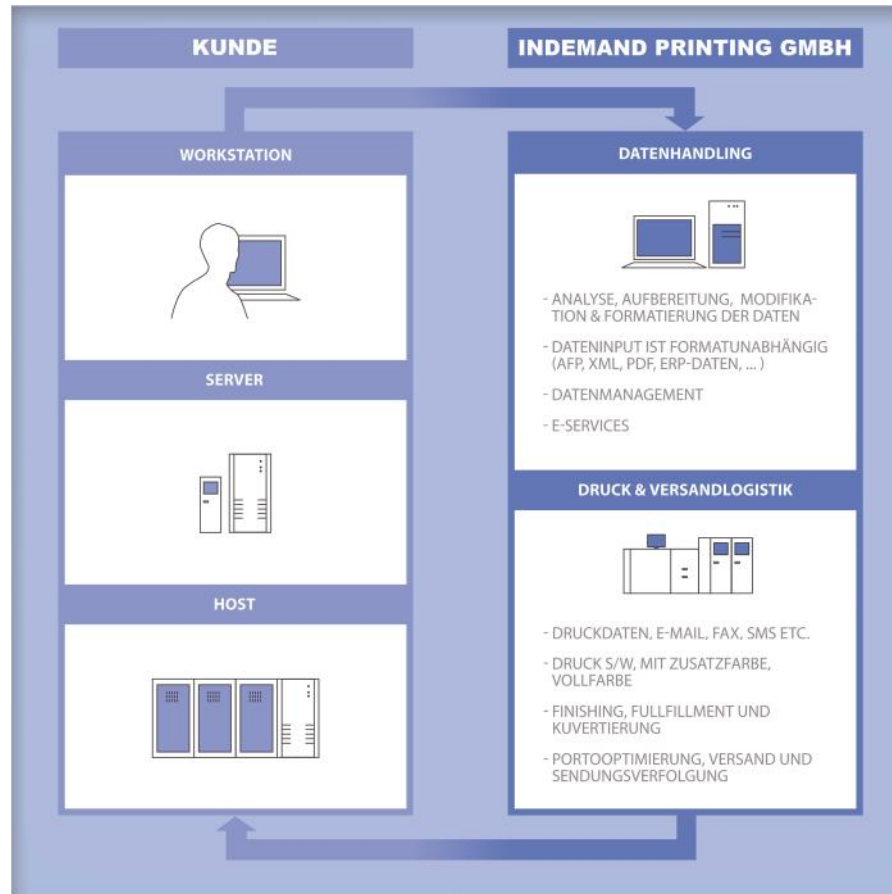 KUNDE
INDEMAND PRINTING GMBH
WORKSTATION
SERVER
HOST
DATENHANDLING
- ANALYSE, AUFBEREITUNG, MODIFIKA-
TION & FORMATIERUNG DER DATEN
- DATENINPUT IST FORMATUNABHÄNGIG
(AFP, XML, PDF, ERP-DATEN, ... )
- DATENMANAGEMENT
- E-SERVICES
DRUCK & VERSANDLOGISTIK
- DRUCKDATEN, E-MAIL, FAX, SMS ETC.
- DRUCK S/W, MIT ZUSATZFARBE,
VOLLFARBE
- FINISHING, FULLFILLMENT UND
KUVERTIERUNG
- PORTOOPTIMIERUNG, VERSAND UND
SENDUNGSVERFOLGUNG